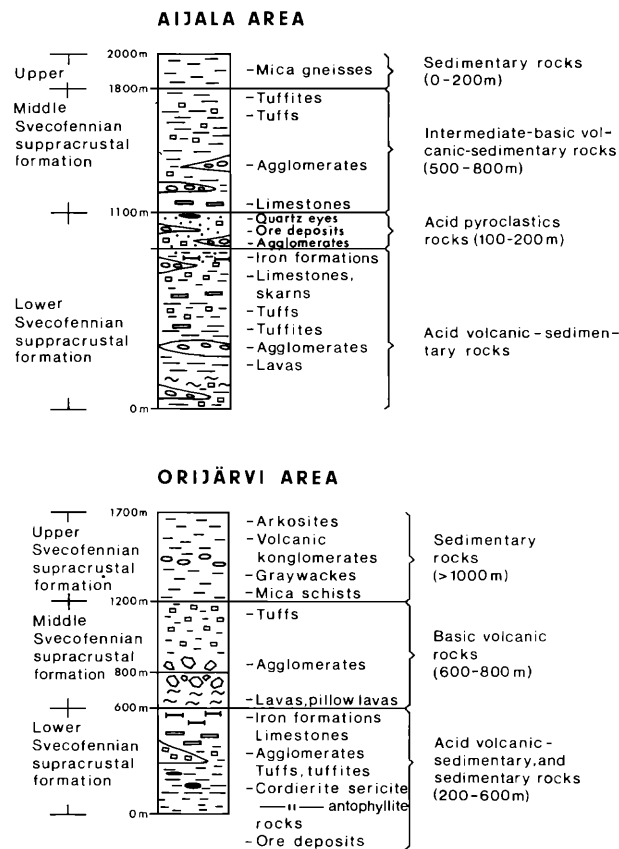 AIJALA AREA
2000m
Upper
- Mica gneisses
Sedimentary rocks
(0-200m)
1800m
Middle
Svecofennian
suppracrustal
formation
- Tuffites
- Tuffs
- Agglomerates
- Limestones
Intermediate-basic vol-
canic-sedimentary rocks
(500-800m)
1100m
- Quartz eyes
- Ore deposits
- Agglomerates
Acid pyroclastics
rocks (100-200m)
Lower
Svecofennian
suppracrustal
formation
- Iron formations
- Limestones,
skarns
- Tuffs
- Tuffites
- Agglomerates
- Lavas
Acid volcanic-sedimen-
tary rocks
0m
ORIJÄRVI AREA
1700m
Upper
Svecofennian
supracrustal
formation
- Arkosites
- Volcanic
konglomerates
- Graywackes
- Mica schists
Sedimentary
rocks
(>1000m)
1200m
Middle
Svecofennian
supracrustal
formation
- Tuffs
- Agglomerates
800m
- Lavas, pillow lavas
Basic volcanic
rocks
(600-800m)
600m
Lower
Svecofennian
supracrustal
formation
- Iron formations
Limestones
- Agglomerates
Tuffs, tuffites
- Cordierite sericite
—"— antophyllite
rocks
- Ore deposits
Acid volcanic-
sedimentary, and
sedimentary rocks
(200-600m)
0m